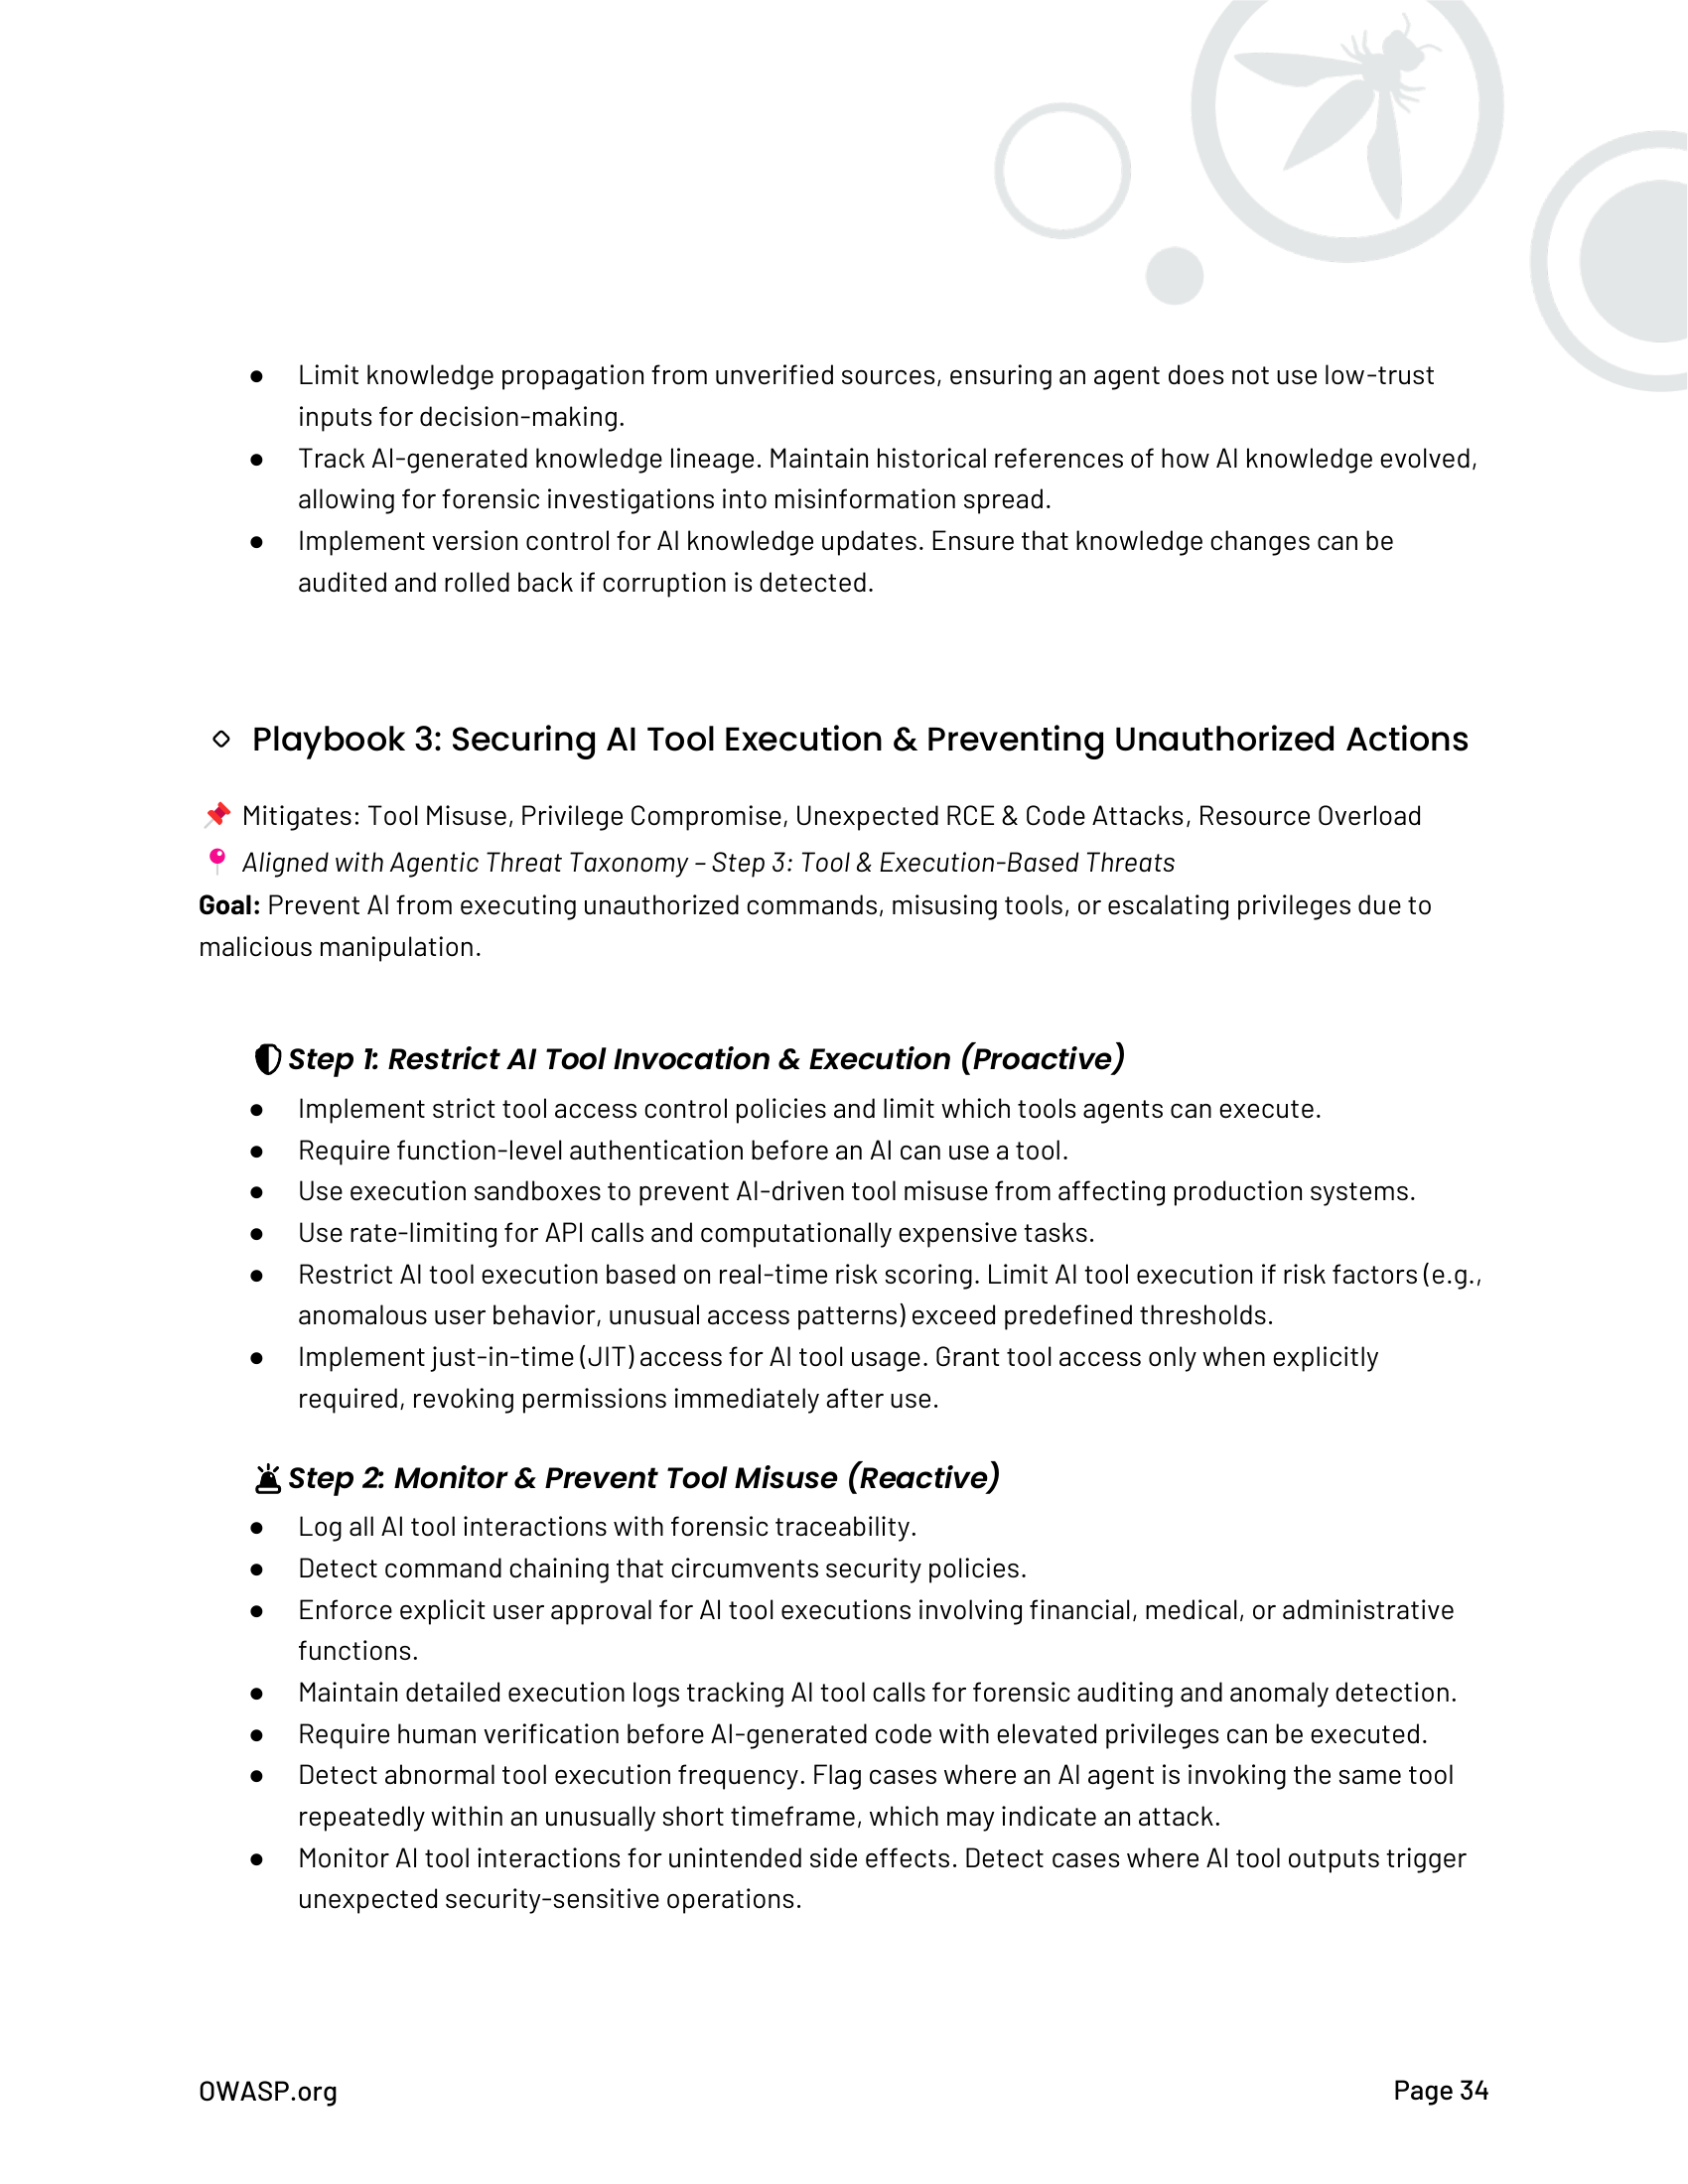 ● Limit knowledge propagation from unverified sources, ensuring an agent does not use low-trust
inputs for decision-making.
● Track AI-generated knowledge lineage. Maintain historical references of how AI knowledge evolved,
allowing for forensic investigations into misinformation spread.
● Implement version control for AI knowledge updates. Ensure that knowledge changes can be
audited and rolled back if corruption is detected.
Playbook 3: Securing AI Tool Execution & Preventing Unauthorized Actions
📌 Mitigates: Tool Misuse, Privilege Compromise, Unexpected RCE & Code Attacks, Resource Overload
📍 Aligned with Agentic Threat Taxonomy – Step 3: Tool & Execution-Based Threats
Goal: Prevent AI from executing unauthorized commands, misusing tools, or escalating privileges due to
malicious manipulation.
Step 1: Restrict AI Tool Invocation & Execution (Proactive)
● Implement strict tool access control policies and limit which tools agents can execute.
● Require function-level authentication before an AI can use a tool.
● Use execution sandboxes to prevent AI-driven tool misuse from affecting production systems.
● Use rate-limiting for API calls and computationally expensive tasks.
● Restrict AI tool execution based on real-time risk scoring. Limit AI tool execution if risk factors (e.g.,
anomalous user behavior, unusual access patterns) exceed predefined thresholds.
● Implement just-in-time (JIT) access for AI tool usage. Grant tool access only when explicitly
required, revoking permissions immediately after use.
Step 2: Monitor & Prevent Tool Misuse (Reactive)
● Log all AI tool interactions with forensic traceability.
● Detect command chaining that circumvents security policies.
● Enforce explicit user approval for AI tool executions involving financial, medical, or administrative
functions.
● Maintain detailed execution logs tracking AI tool calls for forensic auditing and anomaly detection.
● Require human verification before AI-generated code with elevated privileges can be executed.
● Detect abnormal tool execution frequency. Flag cases where an AI agent is invoking the same tool
repeatedly within an unusually short timeframe, which may indicate an attack.
● Monitor AI tool interactions for unintended side effects. Detect cases where AI tool outputs trigger
unexpected security-sensitive operations.
OWASP.org
Page 34